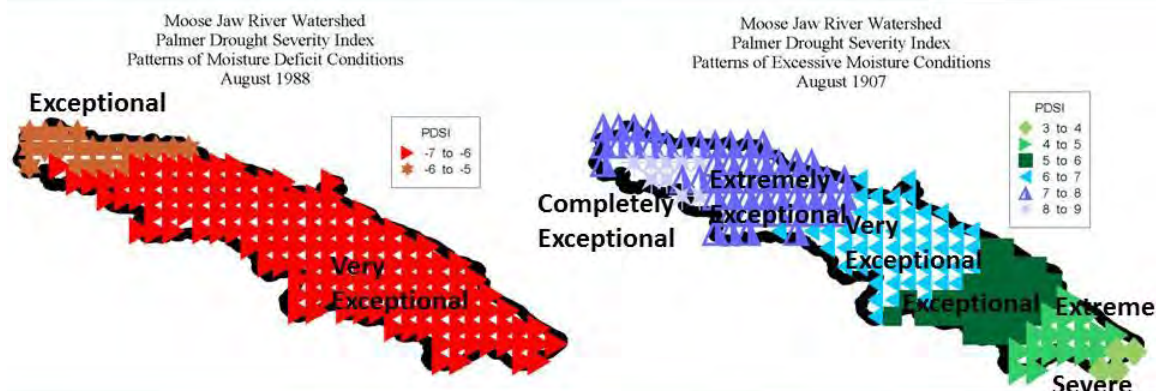 Moose Jaw River Watershed
Palmer Drought Severity Index
Patterns of Moisture Deficit Conditions
August 1988
Exceptional
PDSI
-7 to -6
-6 to -5
Very
Exceptional
Moose Jaw River Watershed
Palmer Drought Severity Index
Patterns of Excessive Moisture Conditions
August 1907
PDSI
3 to 4
4 to 5
5 to 6
6 to 7
7 to 8
8 to 9
Completely
Exceptional
Extremely
Exceptional
Very
Exceptional
Exceptional
Extreme
Severe